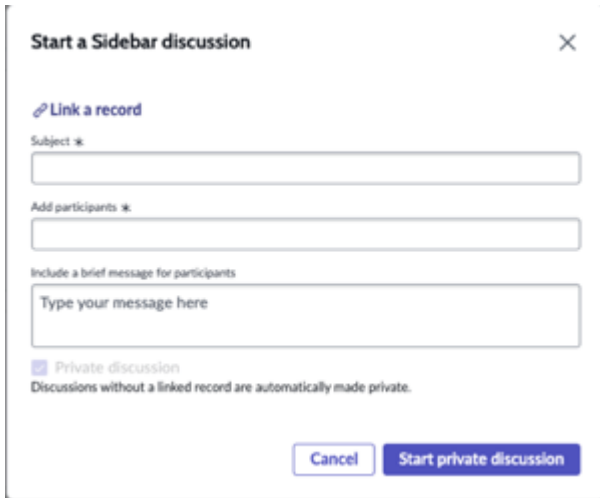 Start a Sidebar discussion
Link a record
Subject *
Add participants *
Include a brief message for participants
Type your message here
Private discussion
Discussions without a linked record are automatically made private.
Cancel Start private discussion